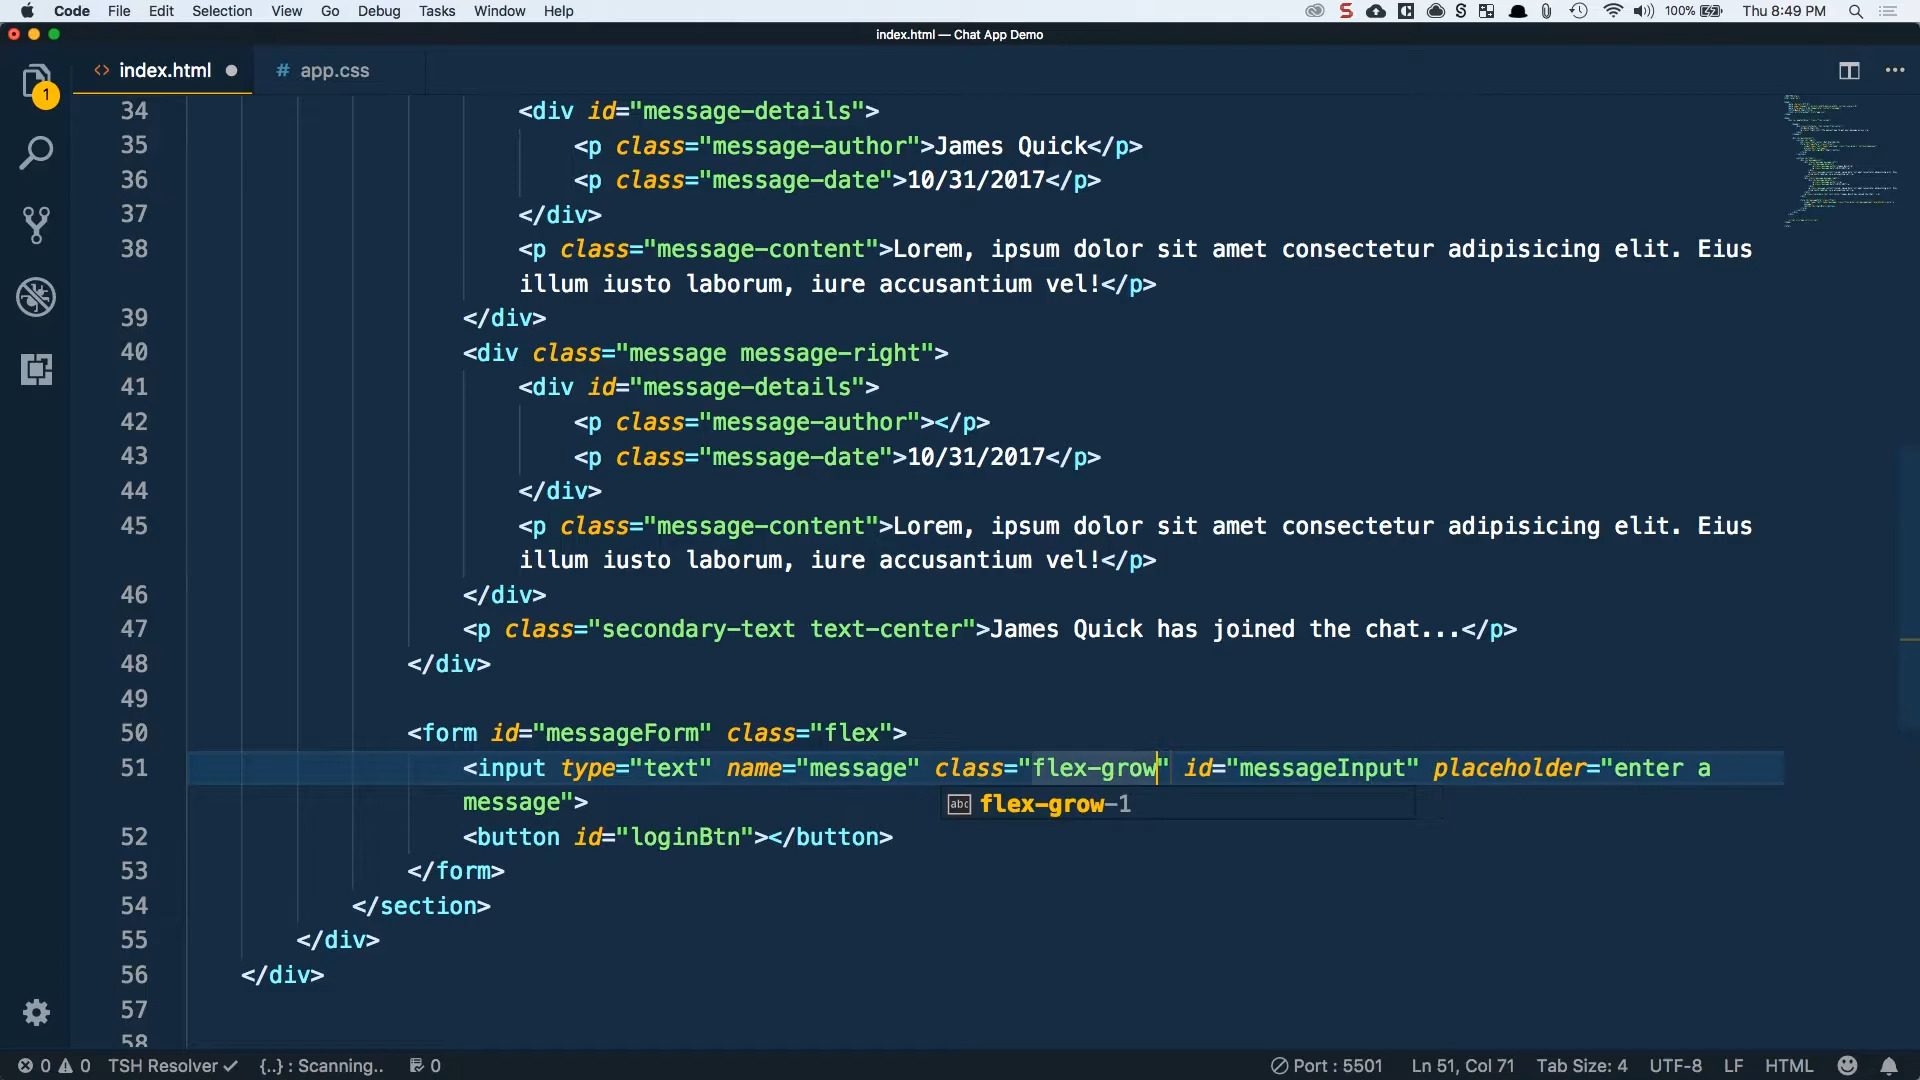 Code File Edit Selection View Go Debug Tasks Window Help 100% Thu 8:49 PM
index.html — Chat App Demo
<> index.html # app.css
1
34 <div id="message-details">
35 <p class="message-author">James Quick</p>
36 <p class="message-date">10/31/2017</p>
37 </div>
38 <p class="message-content">Lorem, ipsum dolor sit amet consectetur adipisicing elit. Eius
illum iusto laborum, iure accusantium vel!</p>
39 </div>
40 <div class="message message-right">
41 <div id="message-details">
42 <p class="message-author"></p>
43 <p class="message-date">10/31/2017</p>
44 </div>
45 <p class="message-content">Lorem, ipsum dolor sit amet consectetur adipisicing elit. Eius
illum iusto laborum, iure accusantium vel!</p>
46 </div>
47 <p class="secondary-text text-center">James Quick has joined the chat...</p>
48 </div>
49
50 <form id="messageForm" class="flex">
51 <input type="text" name="message" class="flex-grow" id="messageInput" placeholder="enter a
message">
abc flex-grow-1
52 <button id="loginBtn"></button>
53 </form>
54 </section>
55 </div>
56 </div>
57
58
0 0 TSH Resolver ✓ {..} : Scanning.. 0 Port : 5501 Ln 51, Col 71 Tab Size: 4 UTF-8 LF HTML